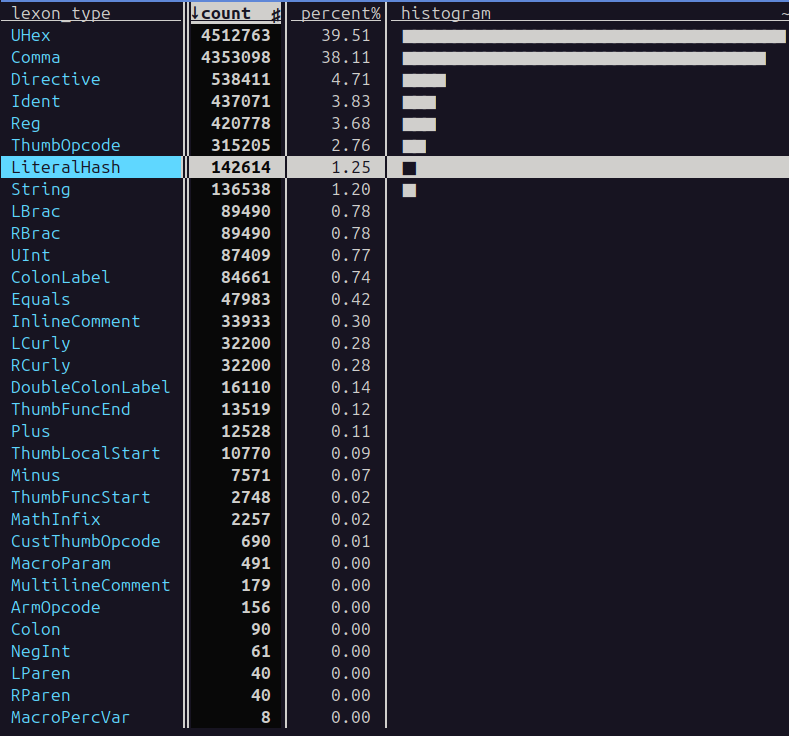 lexon_type ↓count ♯ percent% histogram ~
UHex 4512763 39.51
Comma 4353098 38.11
Directive 538411 4.71
Ident 437071 3.83
Reg 420778 3.68
ThumbOpcode 315205 2.76
LiteralHash 142614 1.25
String 136538 1.20
LBrac 89490 0.78
RBrac 89490 0.78
UInt 87409 0.77
ColonLabel 84661 0.74
Equals 47983 0.42
InlineComment 33933 0.30
LCurly 32200 0.28
RCurly 32200 0.28
DoubleColonLabel 16110 0.14
ThumbFuncEnd 13519 0.12
Plus 12528 0.11
ThumbLocalStart 10770 0.09
Minus 7571 0.07
ThumbFuncStart 2748 0.02
MathInfix 2257 0.02
CustThumbOpcode 690 0.01
MacroParam 491 0.00
MultilineComment 179 0.00
ArmOpcode 156 0.00
Colon 90 0.00
NegInt 61 0.00
LParen 40 0.00
RParen 40 0.00
MacroPercVar 8 0.00